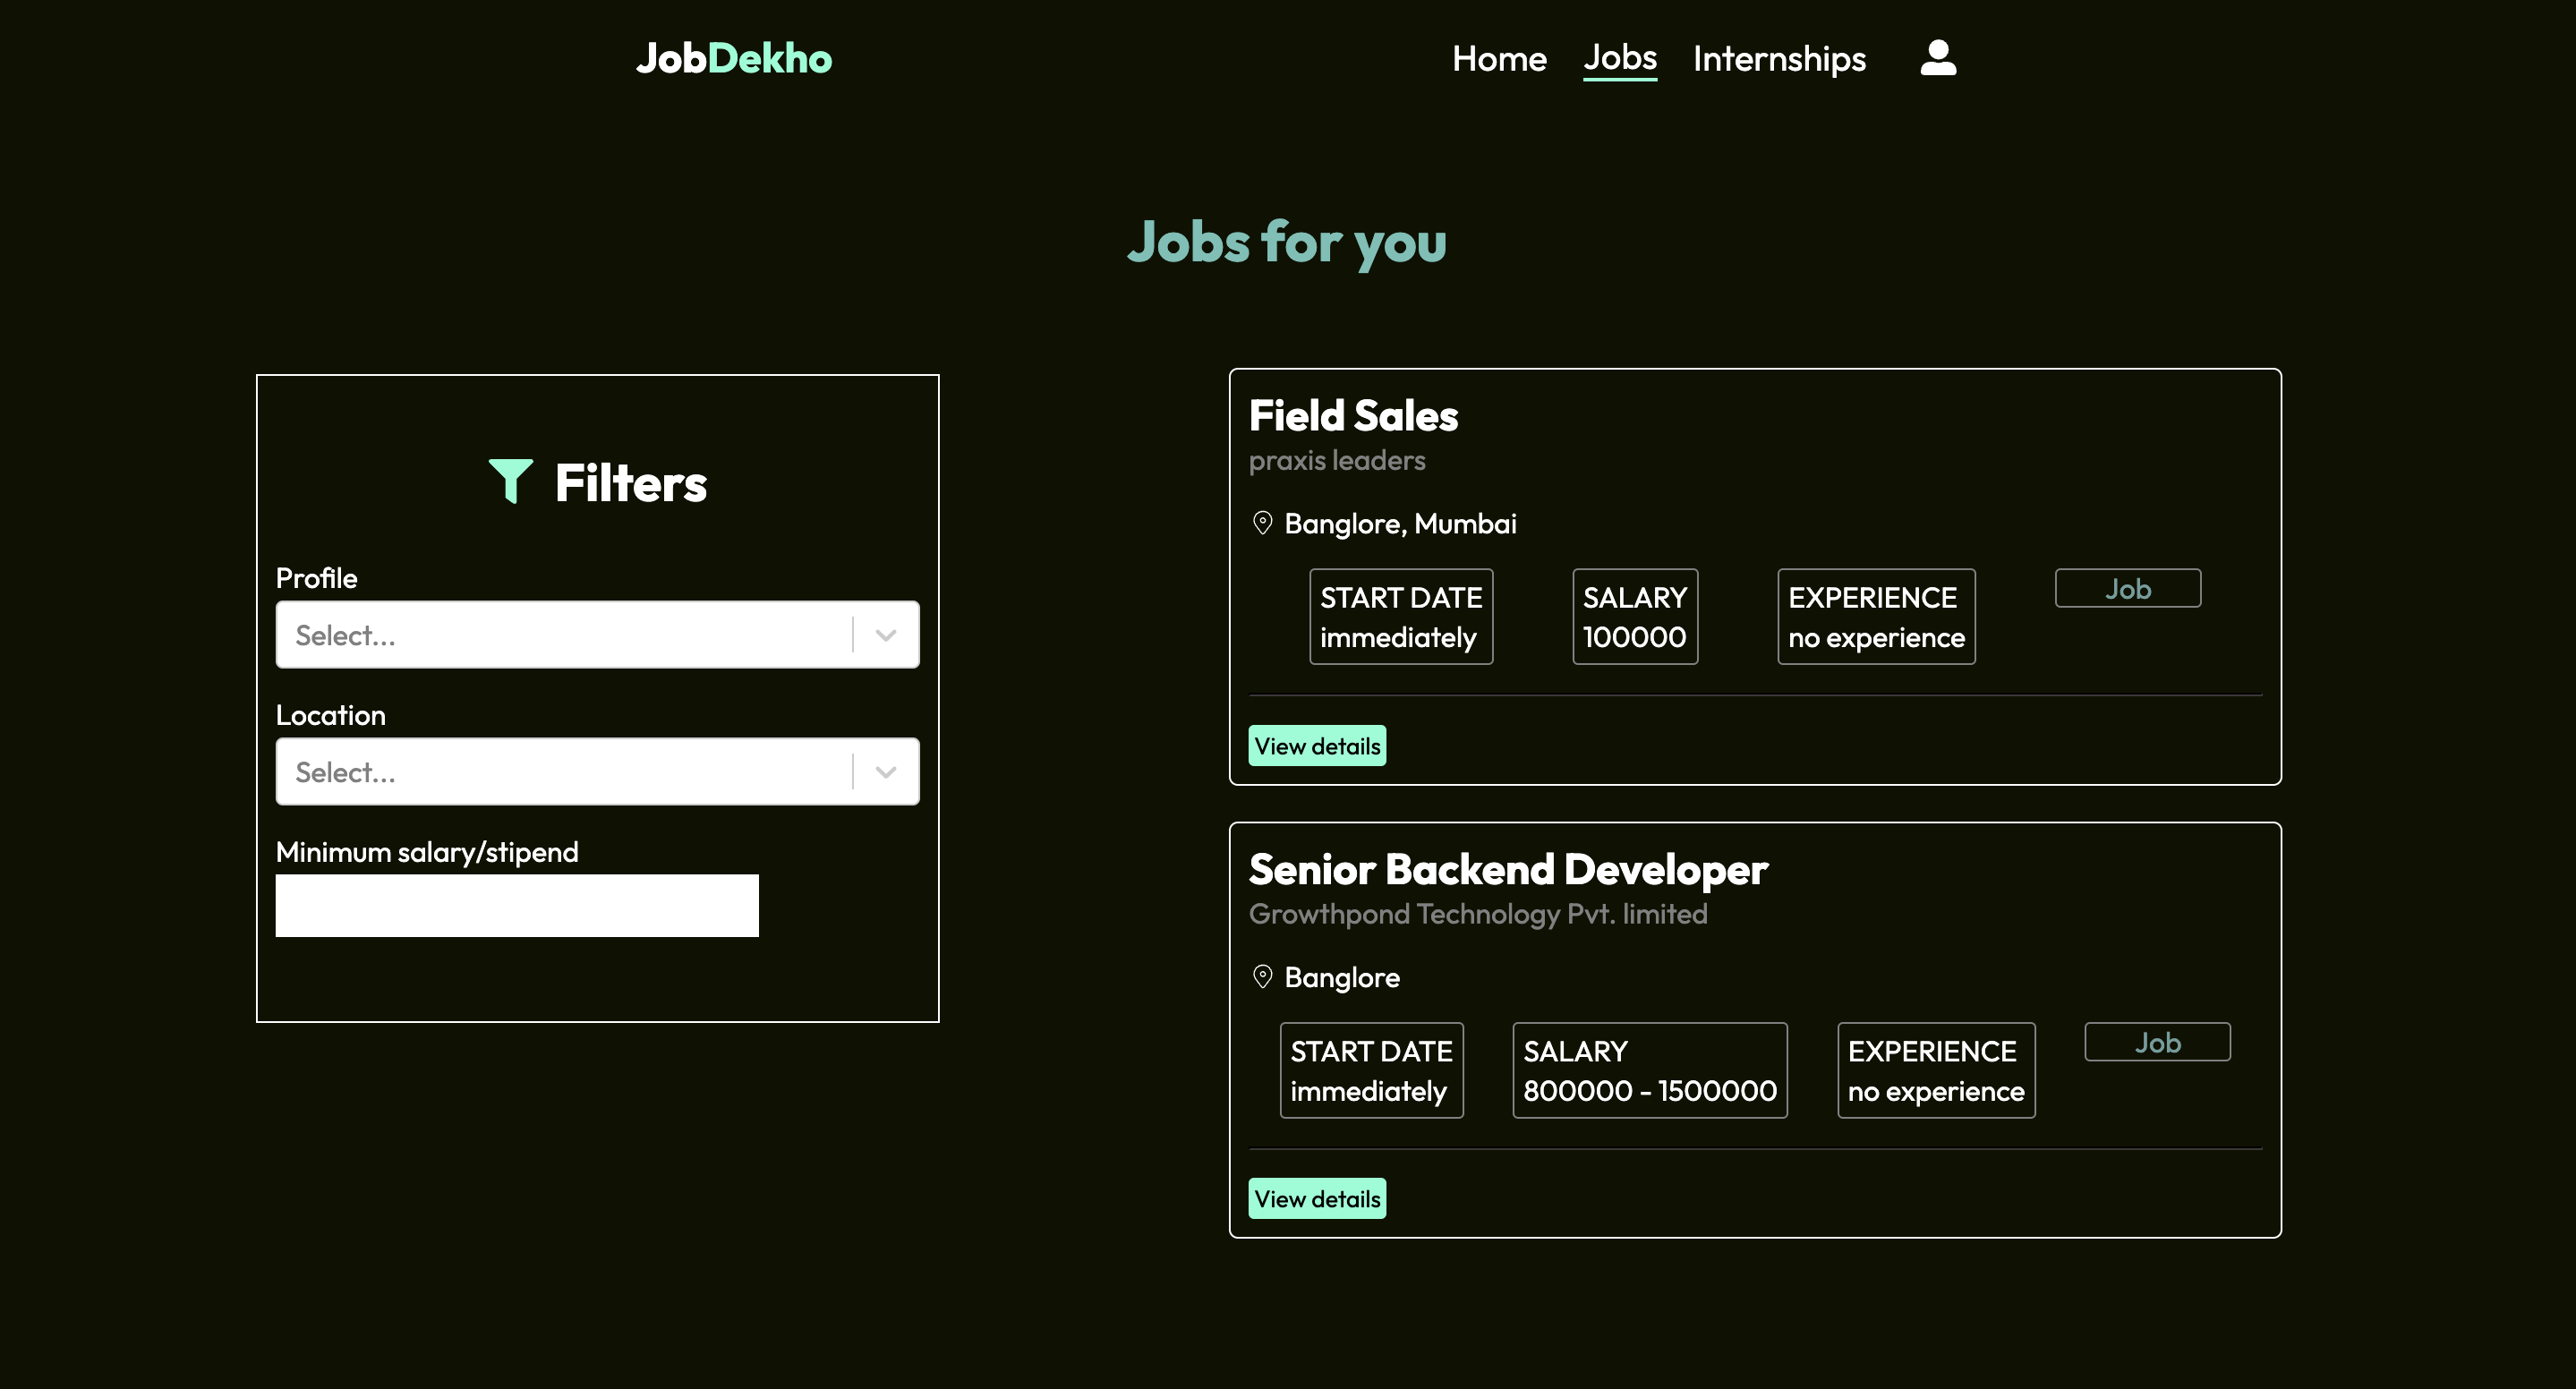 JobDekho
Home Jobs Internships
Jobs for you
Filters
Profile
Select...
Location
Select...
Minimum salary/stipend
Field Sales
praxis leaders
Banglore, Mumbai
START DATE SALARY EXPERIENCE Job
immediately 100000 no experience
View details
Senior Backend Developer
Growthpond Technology Pvt. limited
Banglore
START DATE SALARY EXPERIENCE Job
immediately 800000 - 1500000 no experience
View details